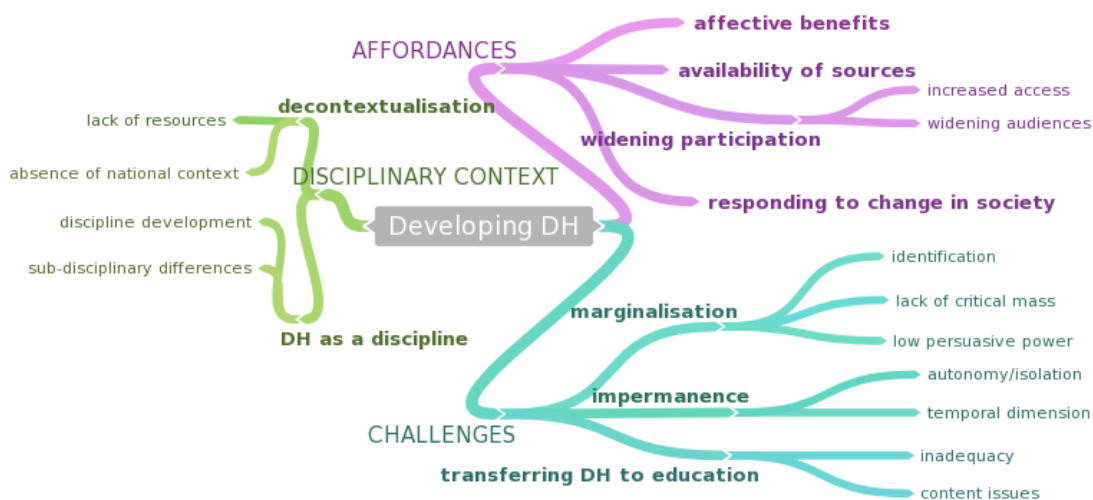 Developing DH
AFFORDANCES
affective benefits
availability of sources
widening participation
increased access
widening audiences
responding to change in society
DISCIPLINARY CONTEXT
decontextualisation
lack of resources
absence of national context
DH as a discipline
discipline development
sub-disciplinary differences
CHALLENGES
marginalisation
identification
lack of critical mass
low persuasive power
impermanence
autonomy/isolation
temporal dimension
transferring DH to education
inadequacy
content issues